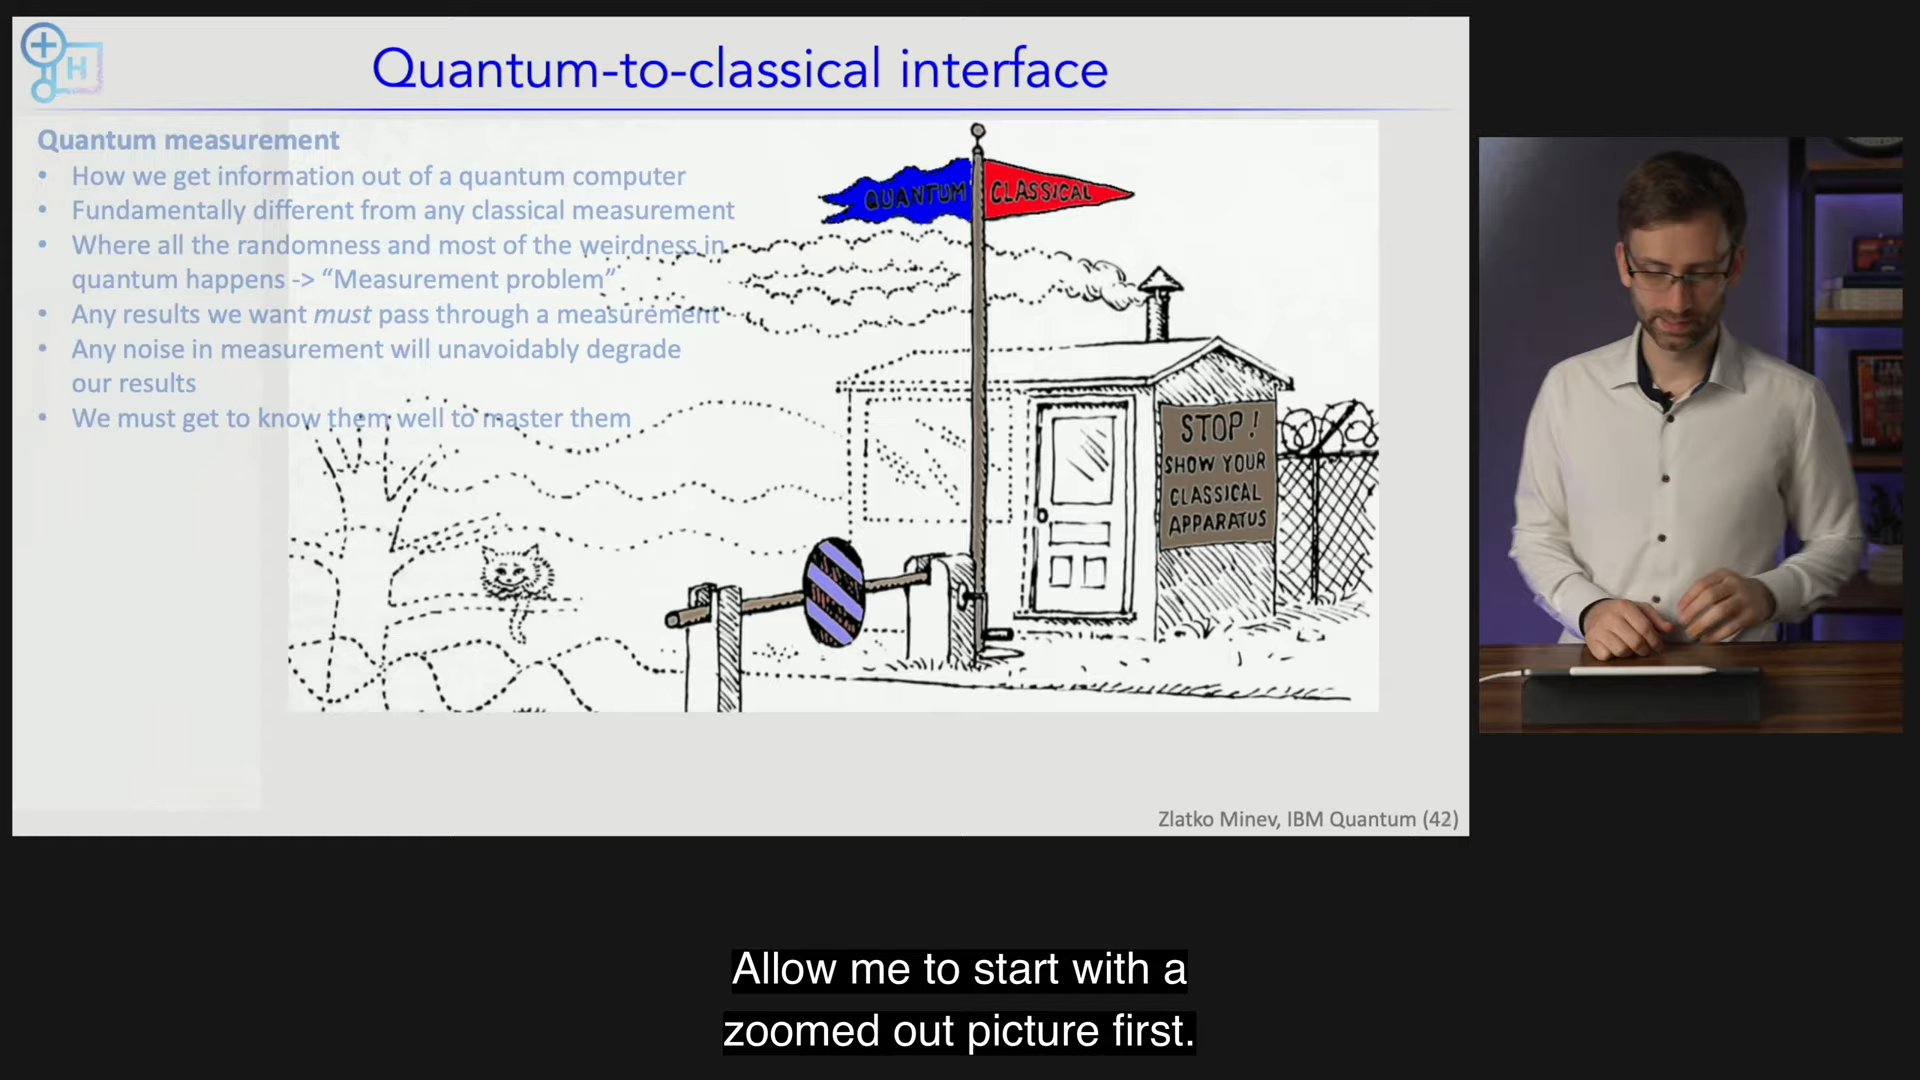 H
Quantum-to-classical interface
Quantum measurement
• How we get information out of a quantum computer
• Fundamentally different from any classical measurement
• Where all the randomness and most of the weirdness in
quantum happens -> “Measurement problem”
• Any results we want must pass through a measurement
• Any noise in measurement will unavoidably degrade
our results
• We must get to know them well to master them
QUANTUM CLASSICAL
STOP!
SHOW YOUR
CLASSICAL
APPARATUS
Zlatko Minev, IBM Quantum (42)
Allow me to start with a
zoomed out picture first.